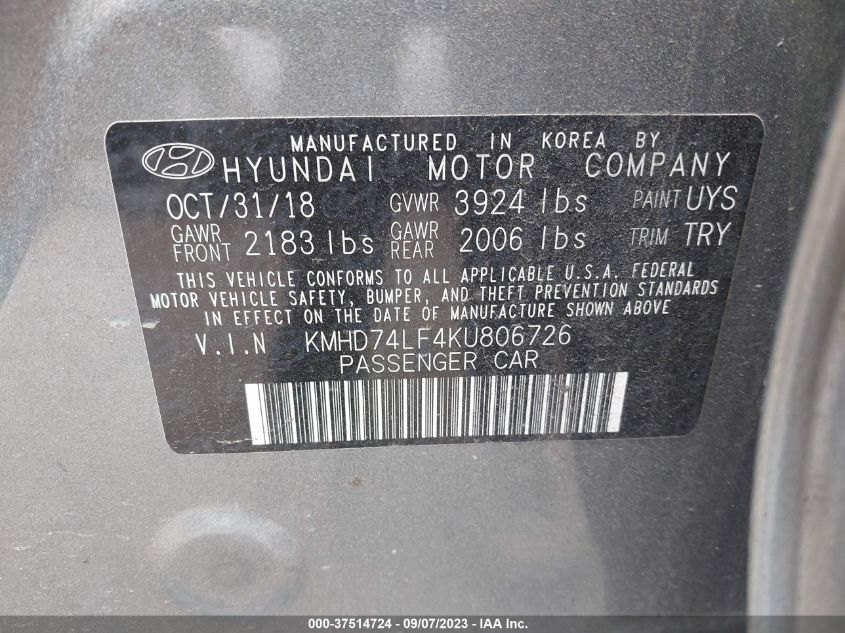 MANUFACTURED IN KOREA BY
HYUNDAI MOTOR COMPANY
OCT/31/18 GVWR 3924 lbs PAINT UYS
GAWR FRONT 2183 lbs GAWR REAR 2006 lbs TRIM TRY
THIS VEHICLE CONFORMS TO ALL APPLICABLE U.S.A. FEDERAL
MOTOR VEHICLE SAFETY, BUMPER, AND THEFT PREVENTION STANDARDS
IN EFFECT ON THE DATE OF MANUFACTURE SHOWN ABOVE
V.I.N KMHD74LF4KU806726
PASSENGER CAR
000-37514724 - 09/07/2023 - IAA Inc.